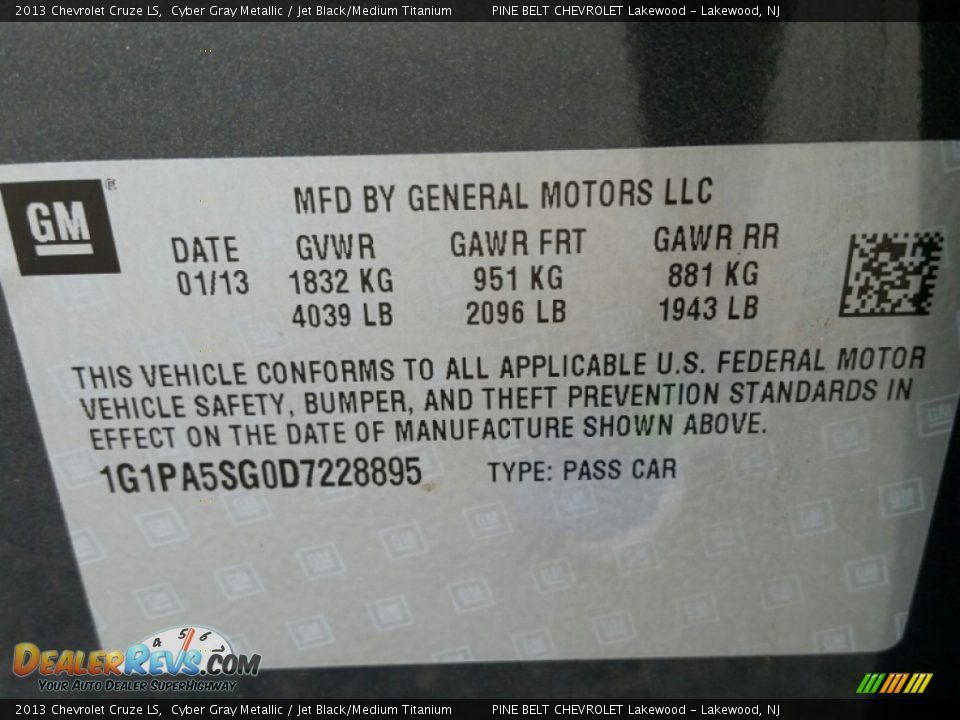 2013 Chevrolet Cruze LS,  Cyber Gray Metallic / Jet Black/Medium Titanium PINE BELT CHEVROLET Lakewood - Lakewood, NJ
GM ®
MFD BY GENERAL MOTORS LLC
DATE GVWR GAWR FRT GAWR RR
01/13 1832 KG 951 KG 881 KG
4039 LB 2096 LB 1943 LB
THIS VEHICLE CONFORMS TO ALL APPLICABLE U.S. FEDERAL MOTOR
VEHICLE SAFETY, BUMPER, AND THEFT PREVENTION STANDARDS IN
EFFECT ON THE DATE OF MANUFACTURE SHOWN ABOVE.
1G1PA5SG0D7228895 TYPE: PASS CAR
4 5 6 7
DealerRevs.com
Your Auto Dealer SuperHighway
2013 Chevrolet Cruze LS,  Cyber Gray Metallic / Jet Black/Medium Titanium PINE BELT CHEVROLET Lakewood - Lakewood, NJ